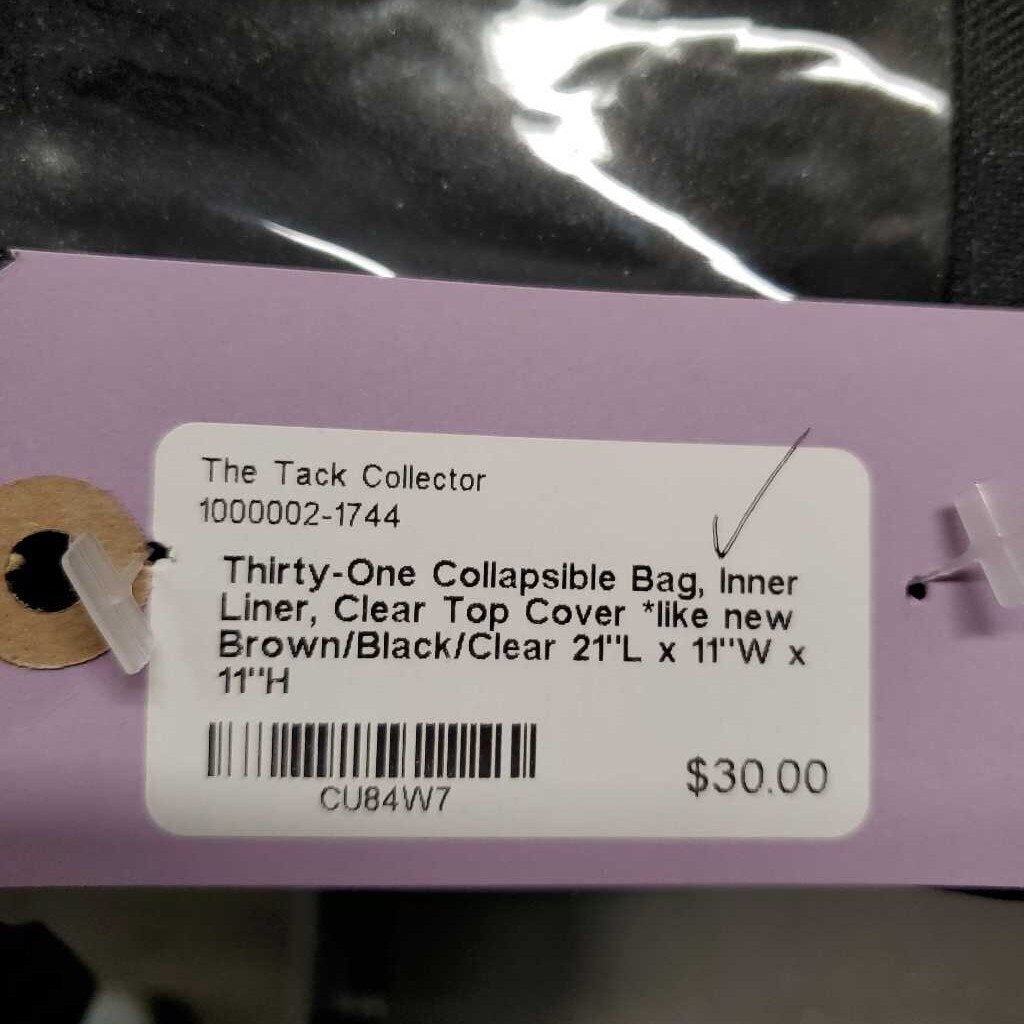 The Tack Collector
1000002-1744
Thirty-One Collapsible Bag, Inner
Liner, Clear Top Cover *like new
Brown/Black/Clear 21''L x 11''W x
11''H
CU84W7
$30.00